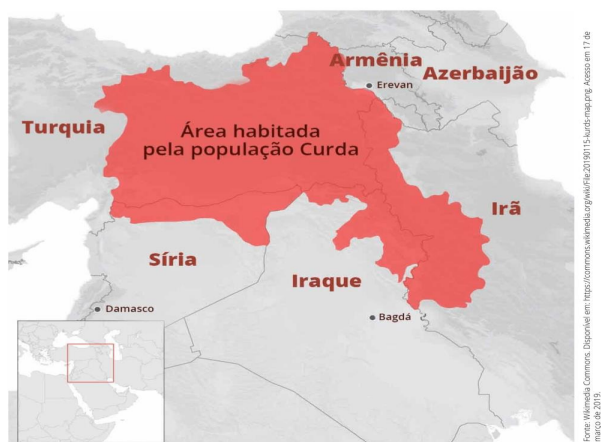 Armênia
Azerbaijão
Erevan
Turquia
Área habitada
pela população Curda
Irã
Síria
Iraque
Damasco
Bagdá
Fonte: Wikimedia Commons. Disponível em: https://commons.wikimedia.org/wiki/File:20190115-kurds-map.png. Acesso em 17 de
março de 2019.